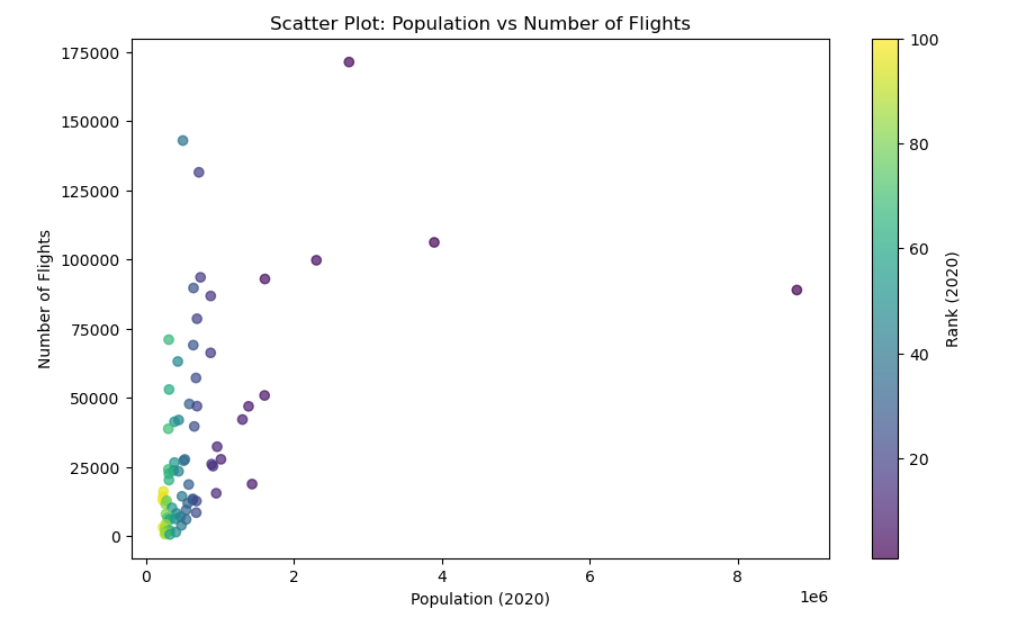 Scatter Plot: Population vs Number of Flights
175000
150000
125000
100000
75000
50000
25000
0
Number of Flights
0 2 4 6 8
1e6
Population (2020)
100
80
60
40
20
Rank (2020)